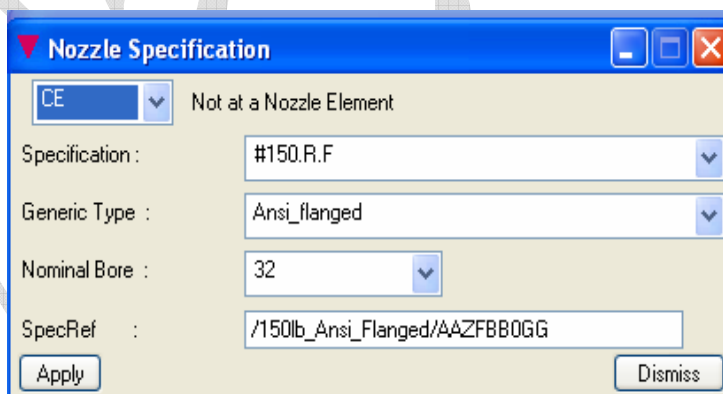 Nozzle Specification
CE Not at a Nozzle Element
Specification : #150.R.F
Generic Type : Ansi_flanged
Nominal Bore : 32
SpecRef : /150lb_Ansi_Flanged/AAZFBB0GG
Apply Dismiss